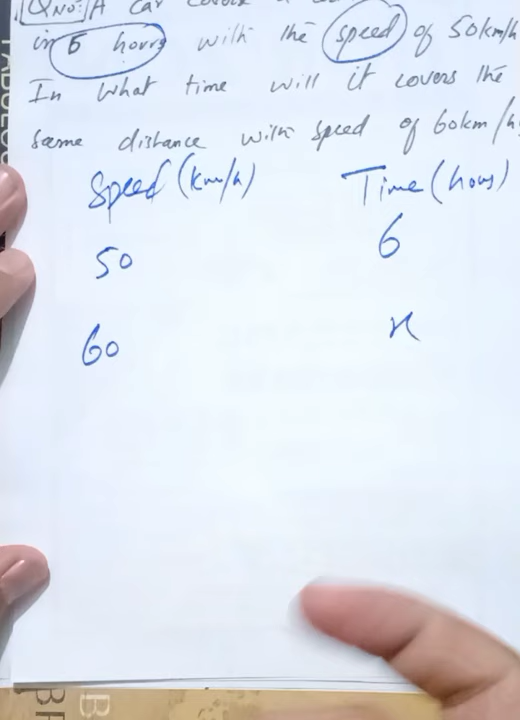 QNo: A car
in 6 hours with the speed of 50km/h
In what time will it covers the
same distance with speed of 60km/h
Speed (km/h) Time (hours)
50 6
60 x